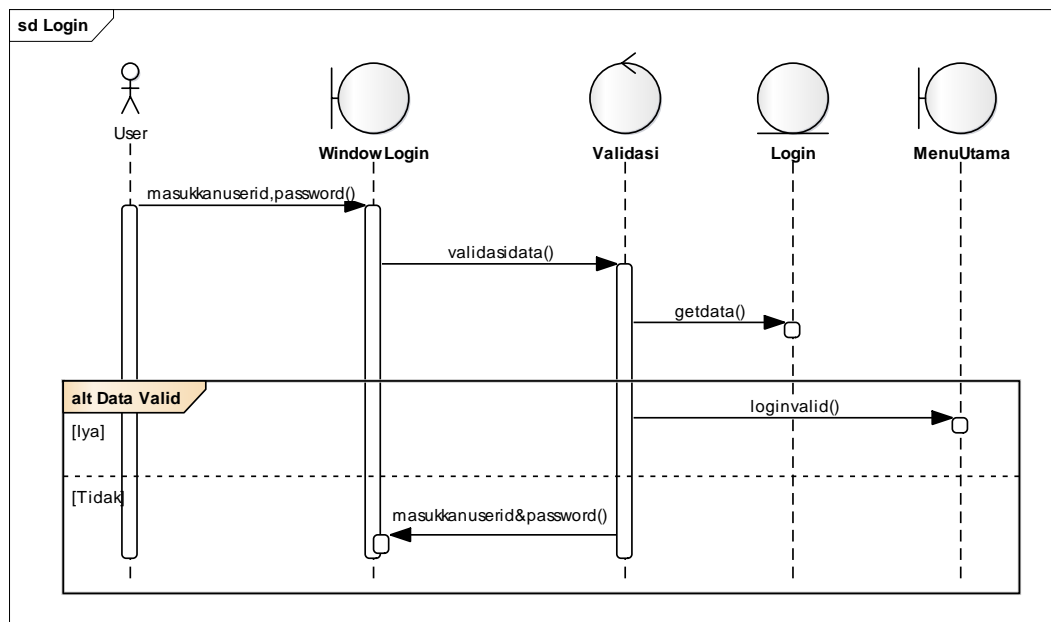 sd Login
User
WindowLogin
Validasi
Login
MenuUtama
masukkanuserid,password()
validasidata()
getdata()
alt Data Valid
loginvalid()
[Iya]
[Tidak]
masukkanuserid&password()